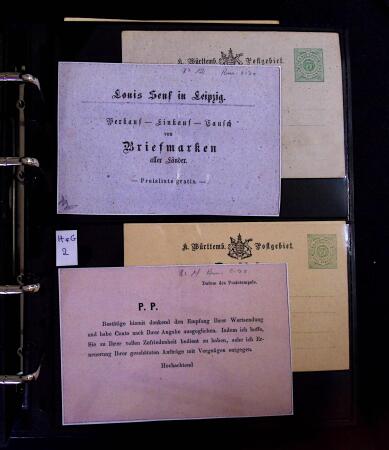 K. Württemb. Postgebiet.
Louis Senf in Leipzig.
Verkauf — Einkauf — Tausch
von
Briefmarken
aller Länder.
— Preisliste gratis. —
H&G
2
K. Württemb. Postgebiet.
Datum des Poststempels.
P. P.
Bestätige hiemit dankend den Empfang Ihrer Wertsendung
und habe Conto nach Ihrer Angabe ausgeglichen. Indem ich hoffe,
Sie zu Ihrer vollen Zufriedenheit bedient zu haben, sehe ich Er-
neuerung Ihrer geschätzten Aufträge mit Vergnügen entgegen.
Hochachtend